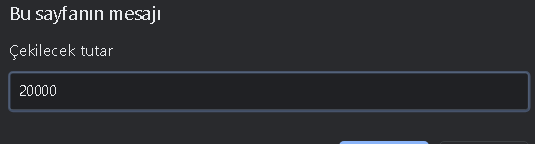 Bu sayfanın mesajı
Çekilecek tutar
20000